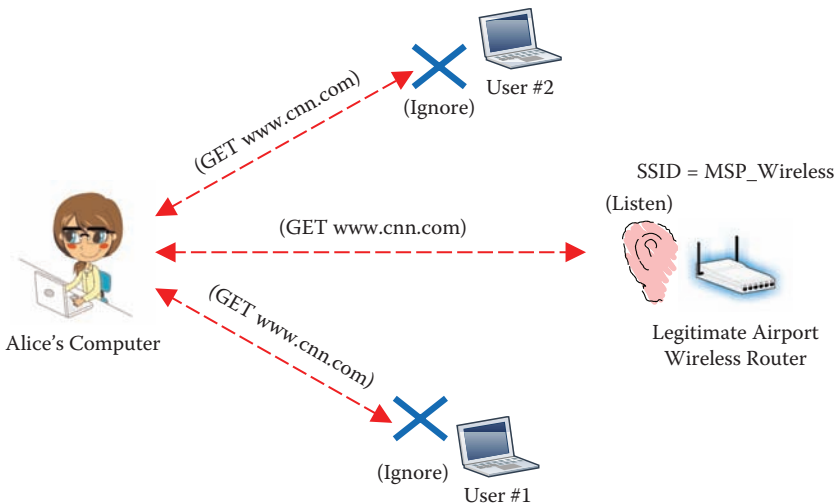 (GET www.cnn.com)
(Ignore)
User #2
SSID = MSP_Wireless
(Listen)
(GET www.cnn.com)
Alice's Computer
Legitimate Airport
Wireless Router
(GET www.cnn.com)
(Ignore)
User #1